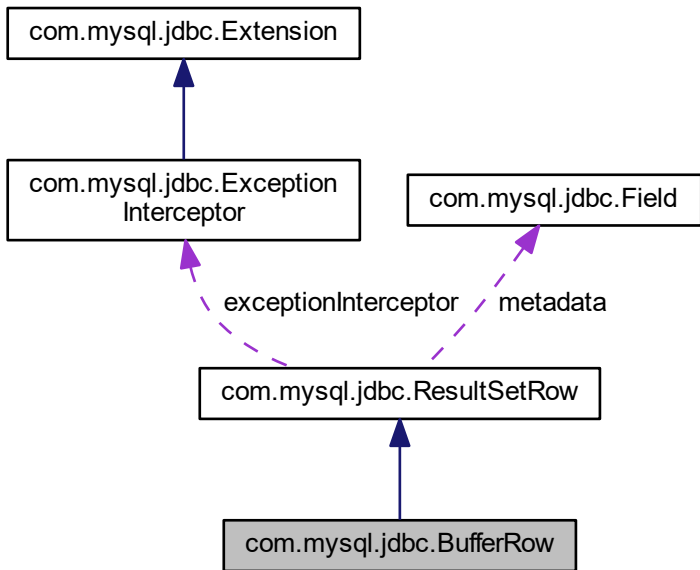 com.mysql.jdbc.Extension
com.mysql.jdbc.Exception
Interceptor
com.mysql.jdbc.Field
exceptionInterceptor
metadata
com.mysql.jdbc.ResultSetRow
com.mysql.jdbc.BufferRow